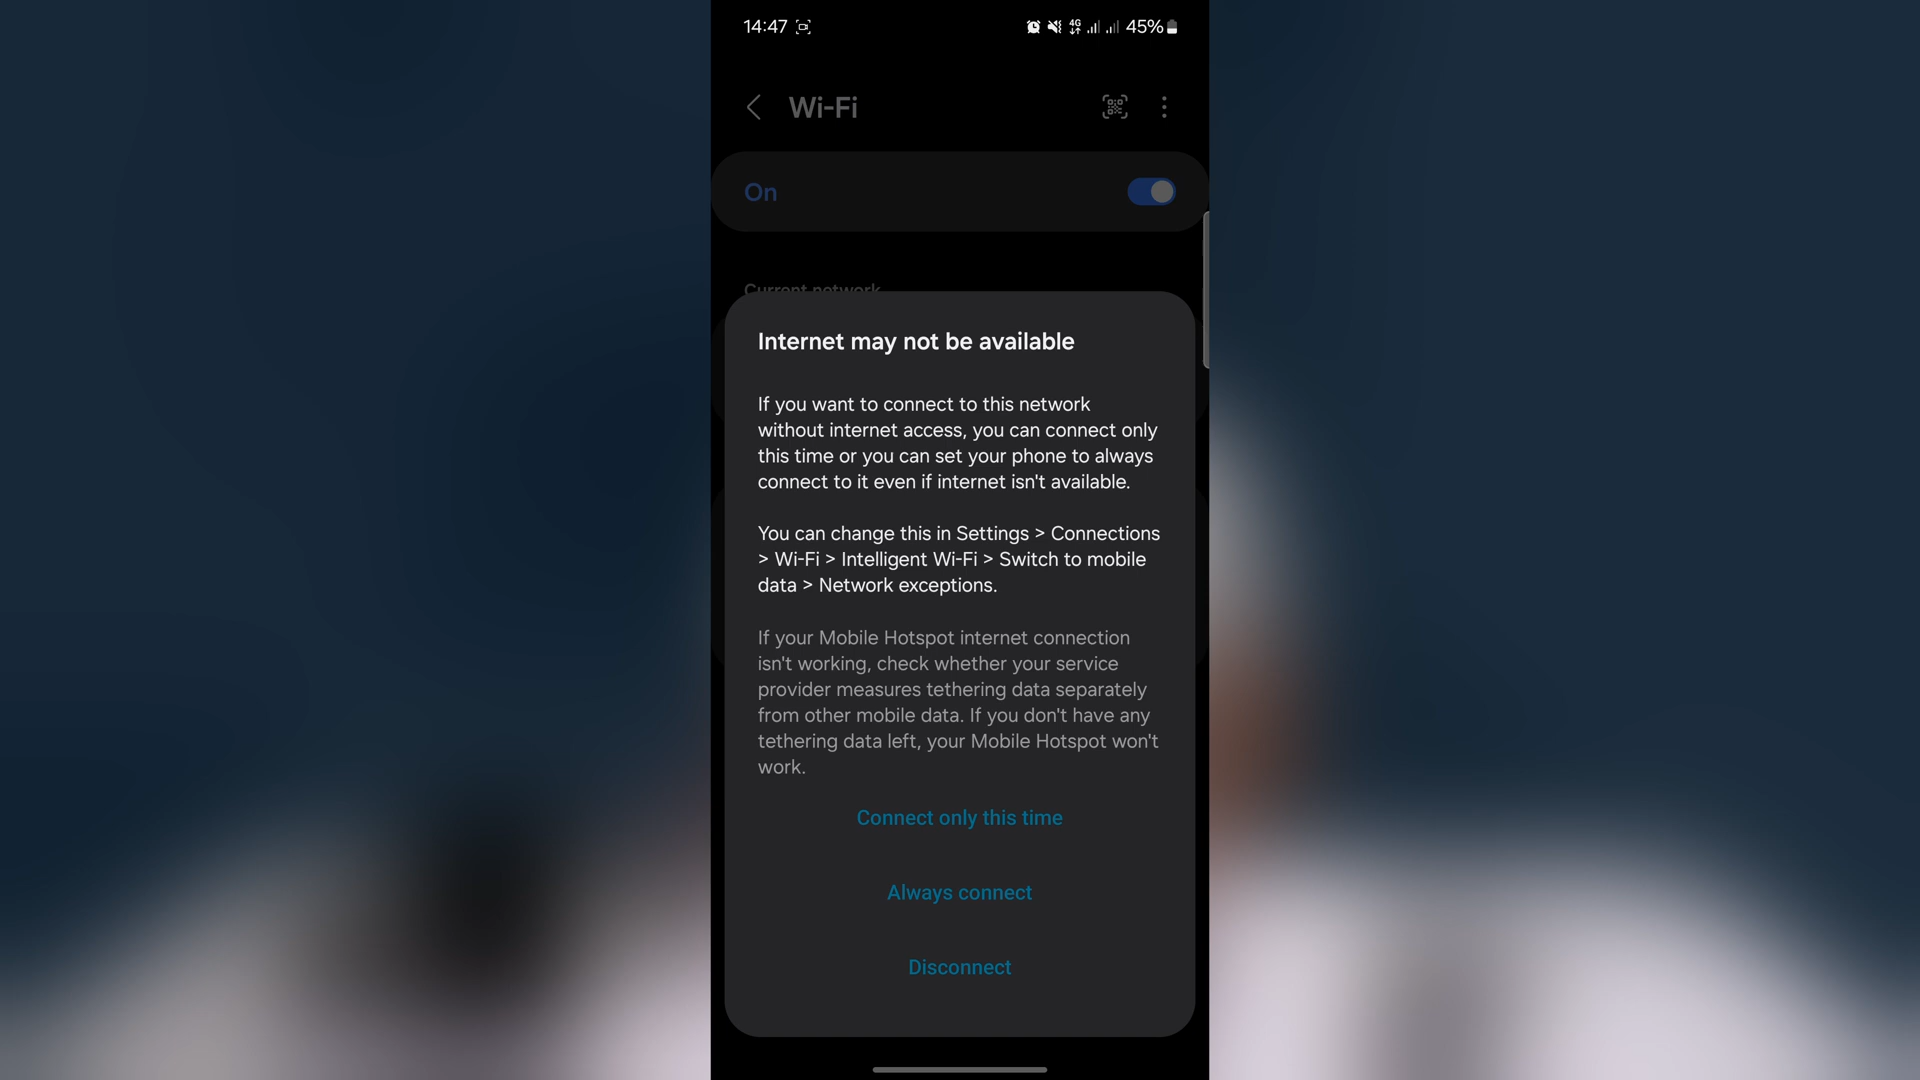 14:47 4G 45%
Wi-Fi
On
Current network
Internet may not be available
If you want to connect to this network
without internet access, you can connect only
this time or you can set your phone to always
connect to it even if internet isn't available.
You can change this in Settings > Connections
> Wi-Fi > Intelligent Wi-Fi > Switch to mobile
data > Network exceptions.
If your Mobile Hotspot internet connection
isn't working, check whether your service
provider measures tethering data separately
from other mobile data. If you don't have any
tethering data left, your Mobile Hotspot won't
work.
Connect only this time
Always connect
Disconnect